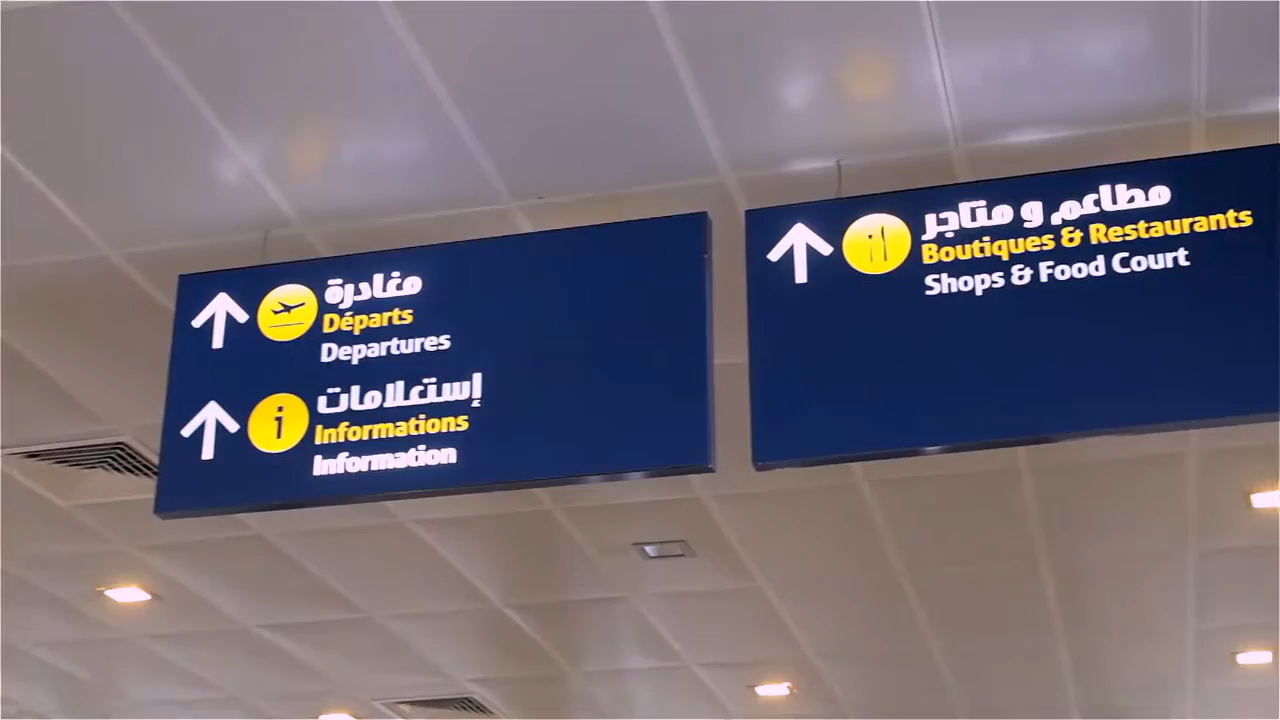 مغادرة
Départs
Departures
إستعلامات
Informations
Information
مطاعم و متاجر
Boutiques & Restaurants
Shops & Food Court